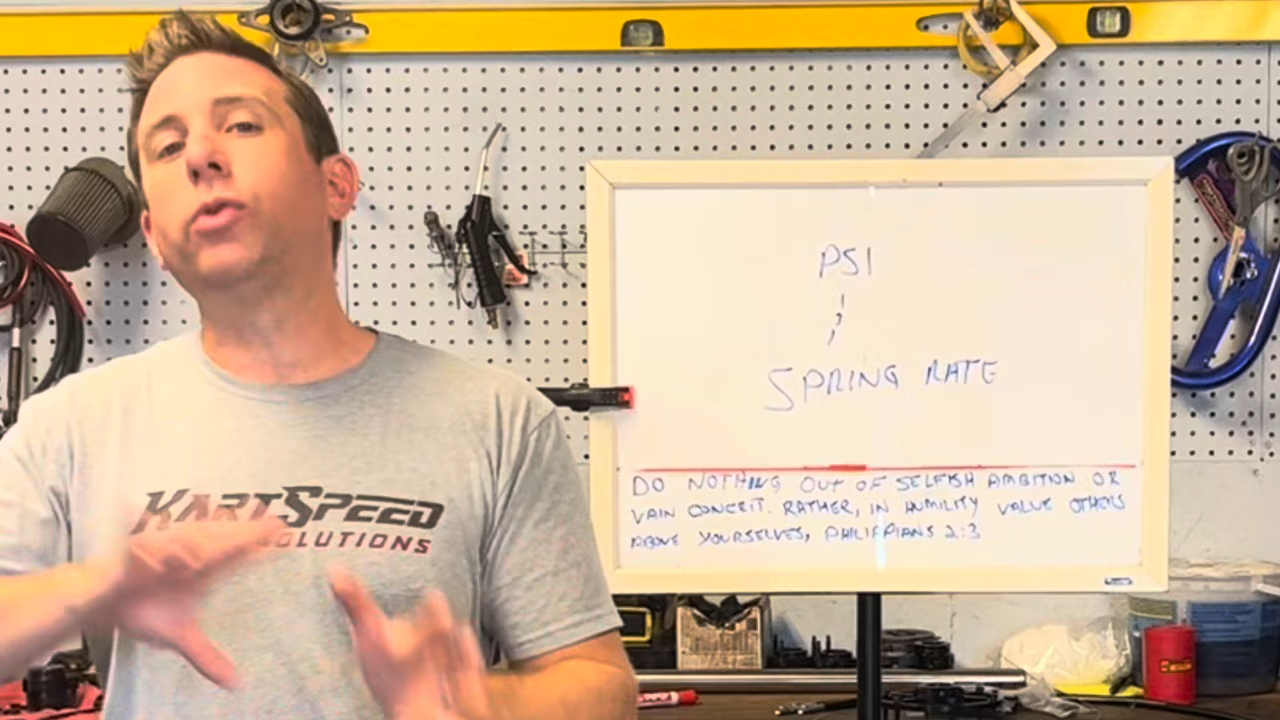 KARTSPEED
SOLUTIONS
PSI
SPRING RATE
DO NOTHING OUT OF SELFISH AMBITION OR
VAIN CONCEIT. RATHER, IN HUMILITY VALUE OTHERS
ABOVE YOURSELVES, PHILIPPIANS 2:3